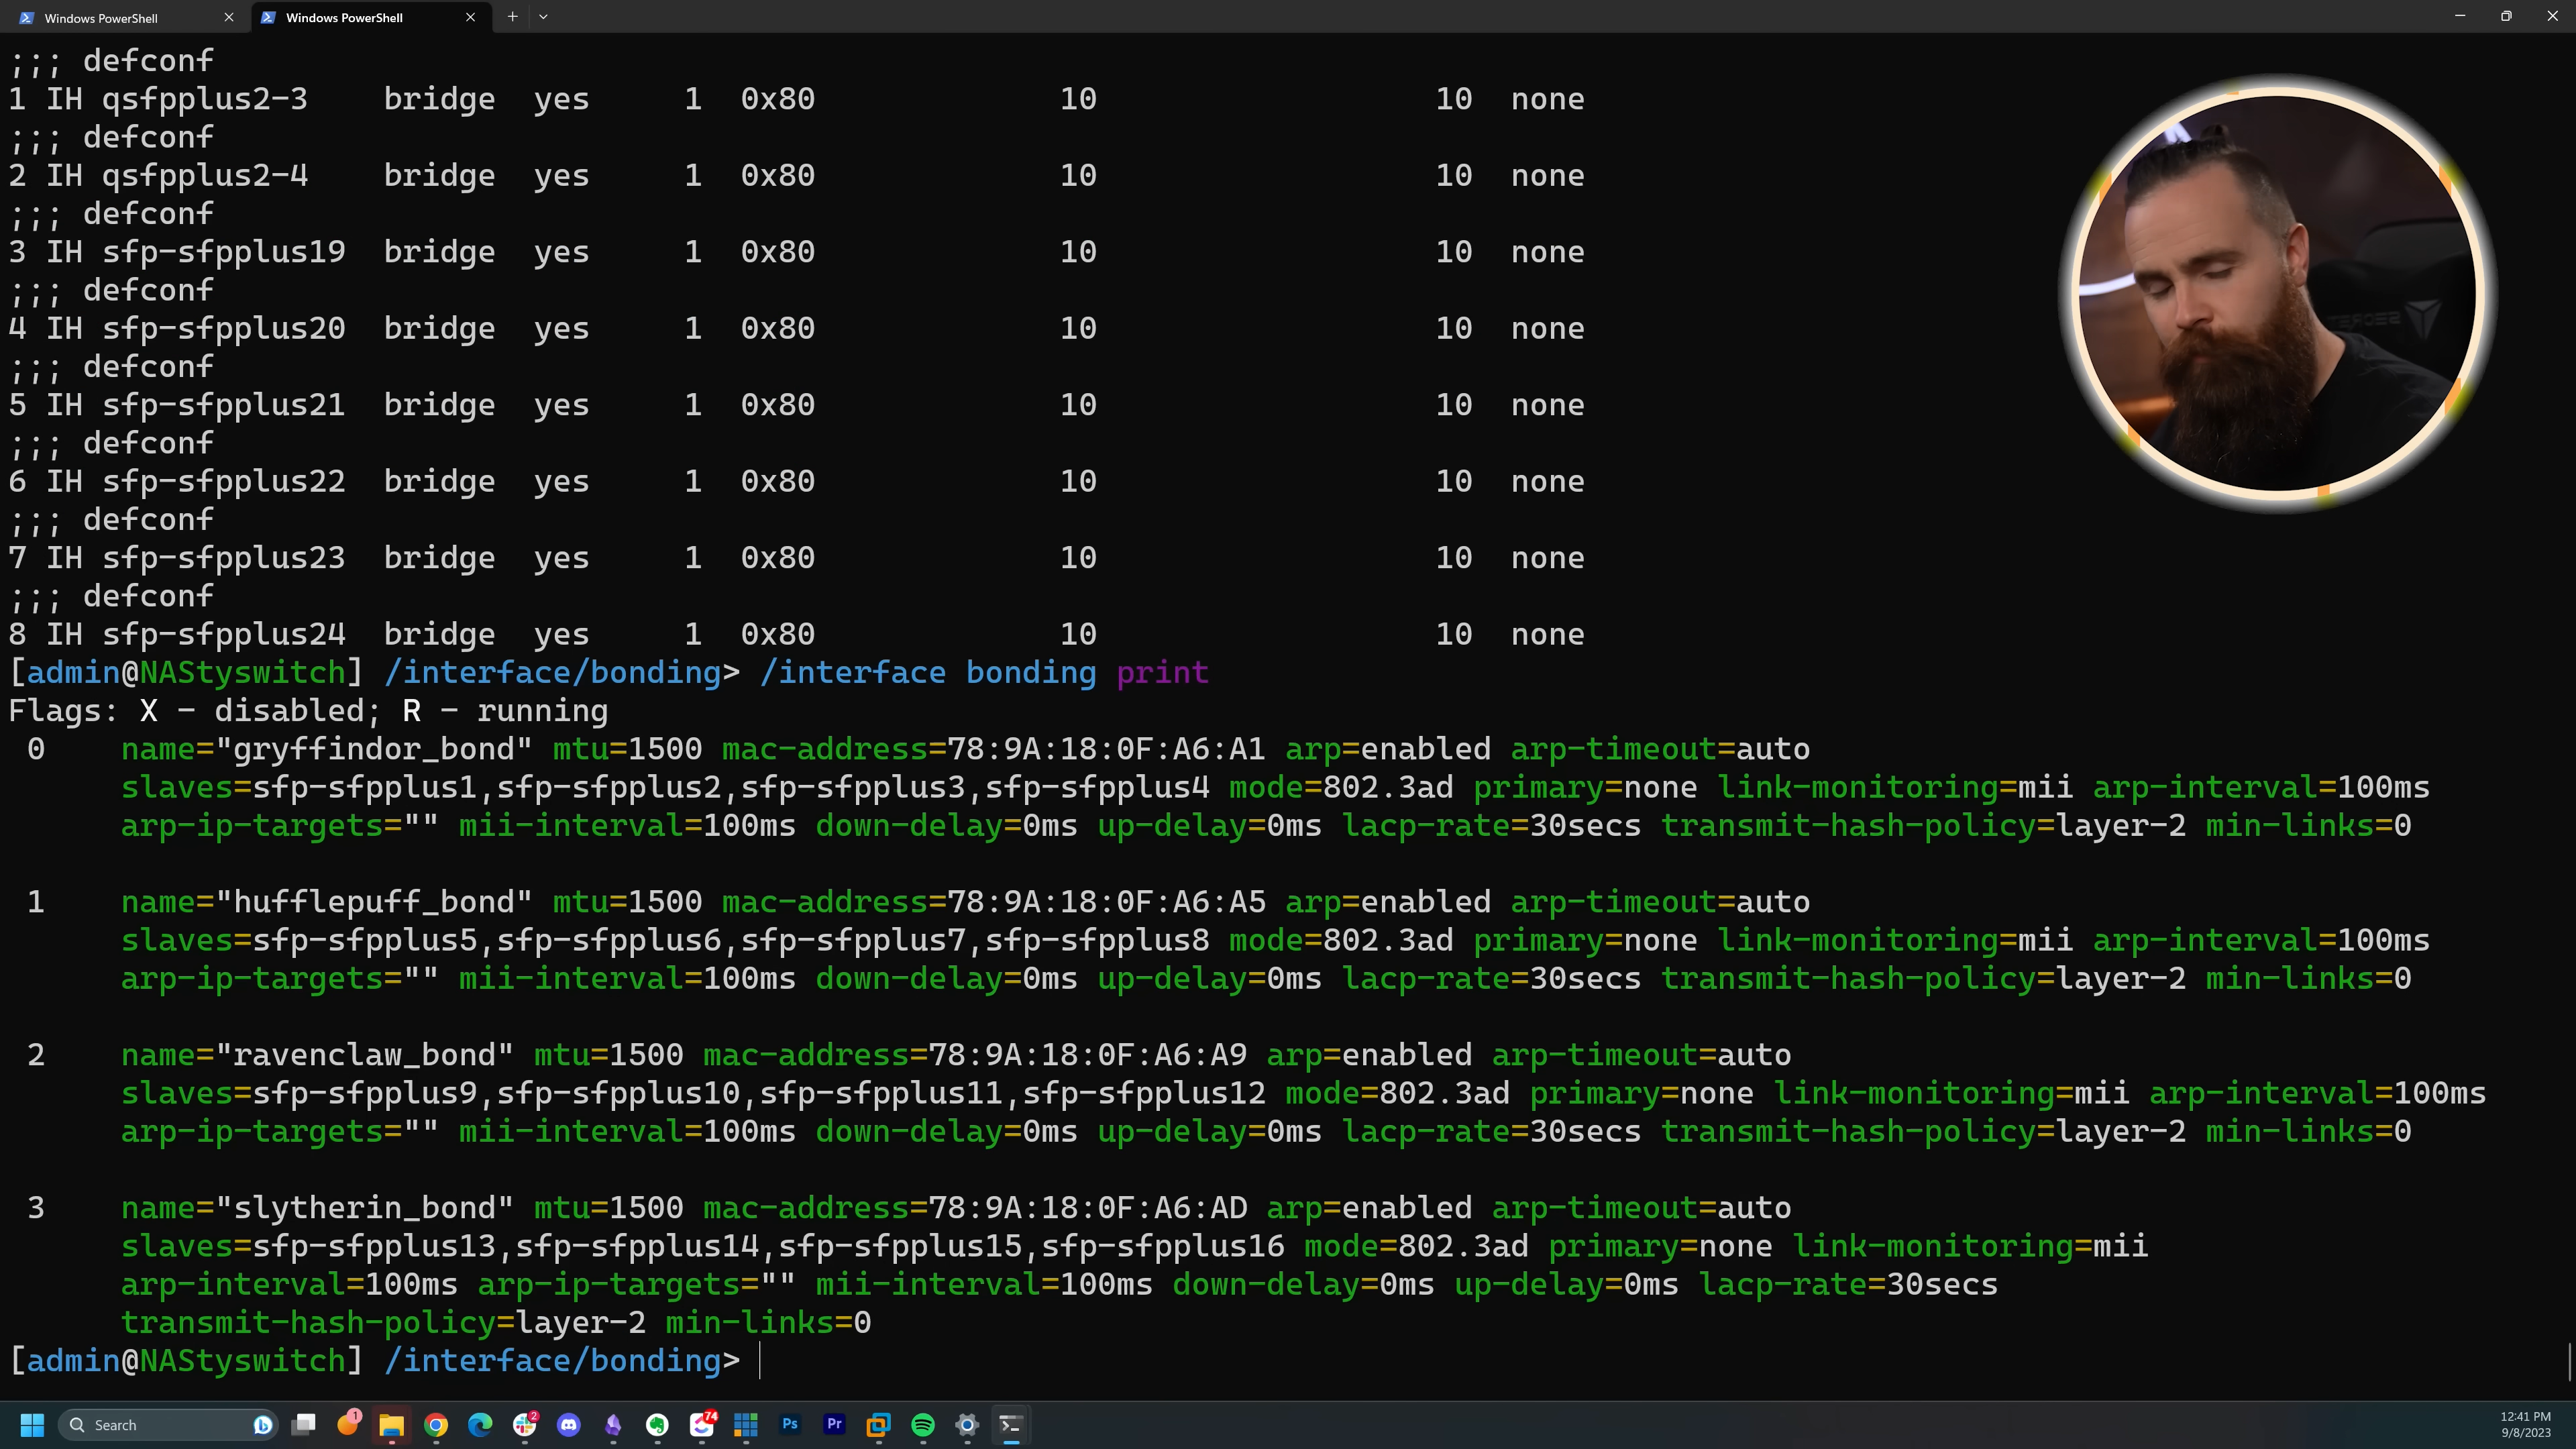 Windows PowerShell
Windows PowerShell
;;; defconf
1 IH qsfpplus2-3 bridge yes 1 0x80 10 10 none
;;; defconf
2 IH qsfpplus2-4 bridge yes 1 0x80 10 10 none
;;; defconf
3 IH sfp-sfpplus19 bridge yes 1 0x80 10 10 none
;;; defconf
4 IH sfp-sfpplus20 bridge yes 1 0x80 10 10 none
;;; defconf
5 IH sfp-sfpplus21 bridge yes 1 0x80 10 10 none
;;; defconf
6 IH sfp-sfpplus22 bridge yes 1 0x80 10 10 none
;;; defconf
7 IH sfp-sfpplus23 bridge yes 1 0x80 10 10 none
;;; defconf
8 IH sfp-sfpplus24 bridge yes 1 0x80 10 10 none
[admin@NAStyswitch] /interface/bonding> /interface bonding print
Flags: X - disabled; R - running
0 name="gryffindor_bond" mtu=1500 mac-address=78:9A:18:0F:A6:A1 arp=enabled arp-timeout=auto
slaves=sfp-sfpplus1,sfp-sfpplus2,sfp-sfpplus3,sfp-sfpplus4 mode=802.3ad primary=none link-monitoring=mii arp-interval=100ms
arp-ip-targets="" mii-interval=100ms down-delay=0ms up-delay=0ms lacp-rate=30secs transmit-hash-policy=layer-2 min-links=0
1 name="hufflepuff_bond" mtu=1500 mac-address=78:9A:18:0F:A6:A5 arp=enabled arp-timeout=auto
slaves=sfp-sfpplus5,sfp-sfpplus6,sfp-sfpplus7,sfp-sfpplus8 mode=802.3ad primary=none link-monitoring=mii arp-interval=100ms
arp-ip-targets="" mii-interval=100ms down-delay=0ms up-delay=0ms lacp-rate=30secs transmit-hash-policy=layer-2 min-links=0
2 name="ravenclaw_bond" mtu=1500 mac-address=78:9A:18:0F:A6:A9 arp=enabled arp-timeout=auto
slaves=sfp-sfpplus9,sfp-sfpplus10,sfp-sfpplus11,sfp-sfpplus12 mode=802.3ad primary=none link-monitoring=mii arp-interval=100ms
arp-ip-targets="" mii-interval=100ms down-delay=0ms up-delay=0ms lacp-rate=30secs transmit-hash-policy=layer-2 min-links=0
3 name="slytherin_bond" mtu=1500 mac-address=78:9A:18:0F:A6:AD arp=enabled arp-timeout=auto
slaves=sfp-sfpplus13,sfp-sfpplus14,sfp-sfpplus15,sfp-sfpplus16 mode=802.3ad primary=none link-monitoring=mii
arp-interval=100ms arp-ip-targets="" mii-interval=100ms down-delay=0ms up-delay=0ms lacp-rate=30secs
transmit-hash-policy=layer-2 min-links=0
[admin@NAStyswitch] /interface/bonding>
Search
1
2
74
Ps
Pr
12:41 PM
9/8/2023